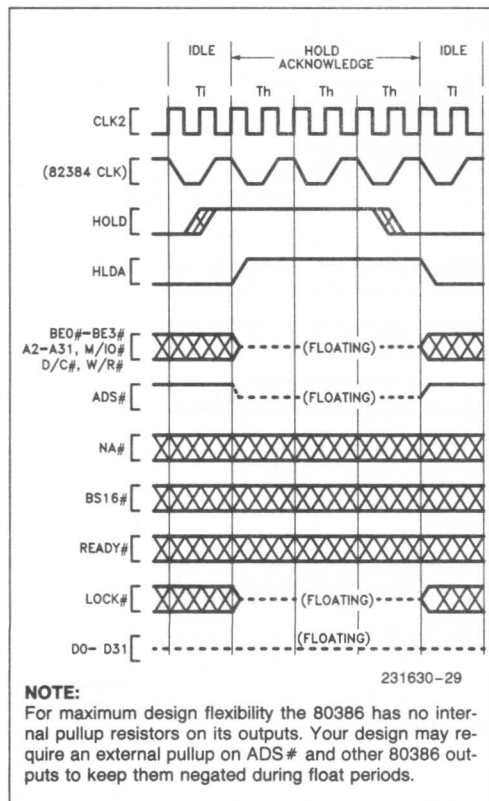 IDLE HOLD ACKNOWLEDGE IDLE
Ti Th Th Th Ti
CLK2
(82384 CLK)
HOLD
HLDA
BE0#-BE3#
A2-A31, M/IO#
D/C#, W/R#
(FLOATING)
ADS#
(FLOATING)
NA#
BS16#
READY#
LOCK#
(FLOATING)
(FLOATING)
D0- D31
231630-29
NOTE:
For maximum design flexibility the 80386 has no inter-
nal pullup resistors on its outputs. Your design may re-
quire an external pullup on ADS# and other 80386 out-
puts to keep them negated during float periods.